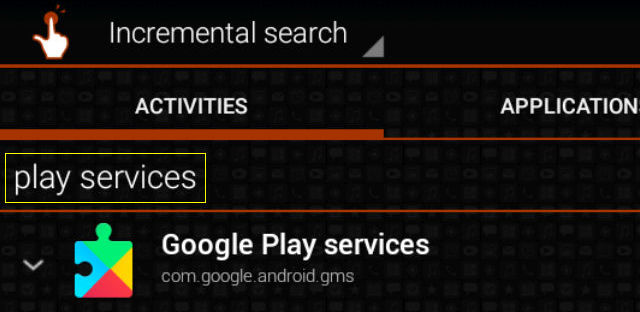 Incremental search
ACTIVITIES
APPLICATION
play services
Google Play services
com.google.android.gms